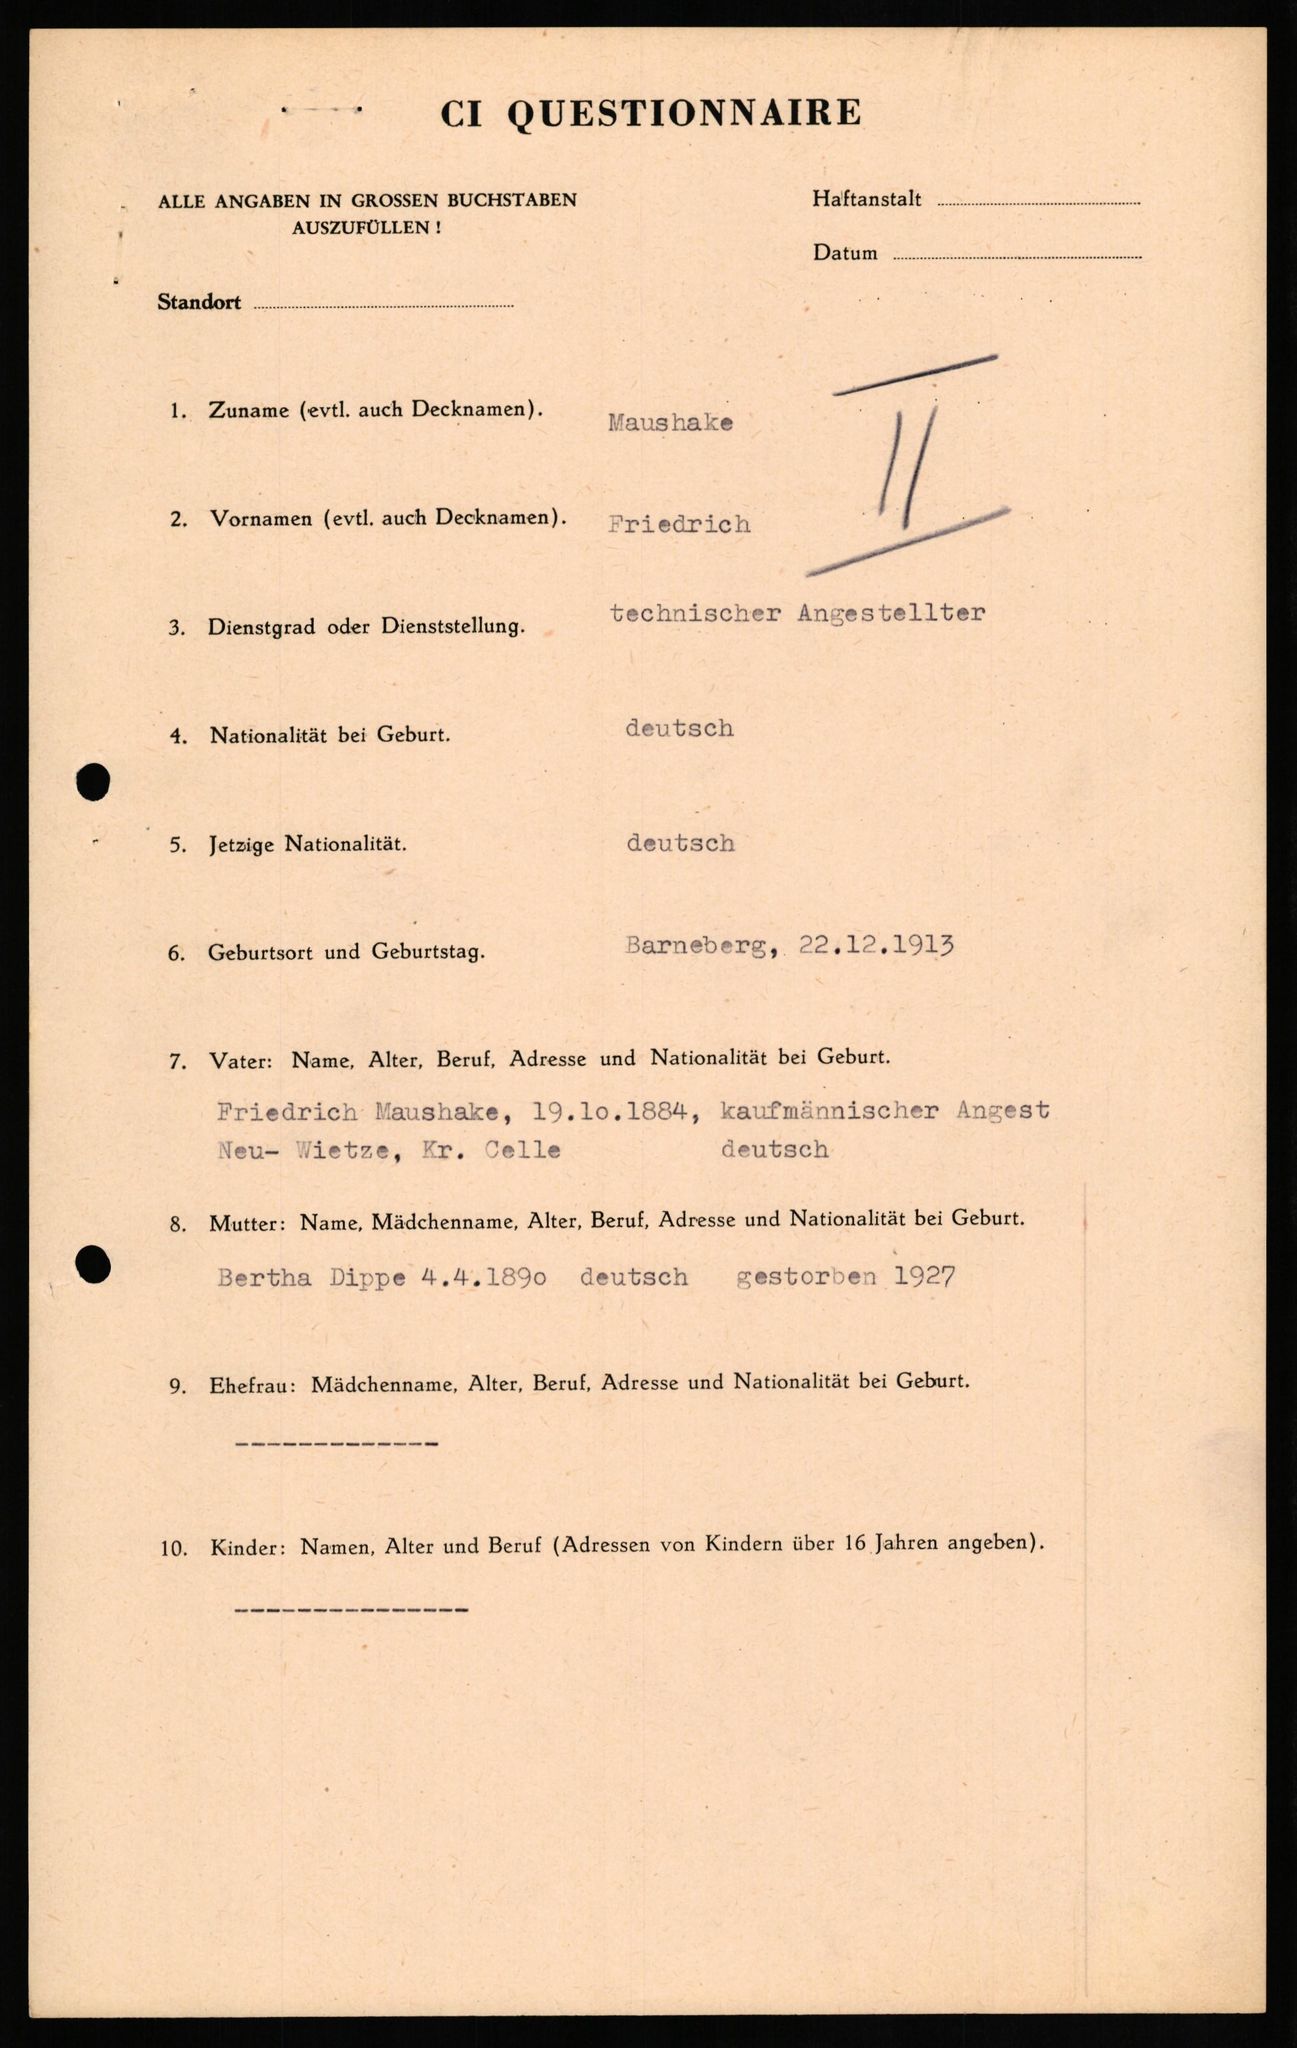 CI QUESTIONNAIRE
ALLE ANGABEN IN GROSSEN BUCHSTABEN
AUSZUFÜLLEN!
Haftanstalt
Datum
Standort
1. Zuname (evtl. auch Decknamen). Maushake
II
2. Vornamen (evtl. auch Decknamen). Friedrich
3. Dienstgrad oder Dienststellung. technischer Angestellter
4. Nationalität bei Geburt. deutsch
5. Jetzige Nationalität. deutsch
6. Geburtsort und Geburtstag. Barneberg, 22.12.1913
7. Vater: Name, Alter, Beruf, Adresse und Nationalität bei Geburt.
Friedrich Maushake, 19.1o.1884, kaufmännischer Angest
Neu- Wietze, Kr. Celle deutsch
8. Mutter: Name, Mädchenname, Alter, Beruf, Adresse und Nationalität bei Geburt.
Bertha Dippe 4.4.189o deutsch gestorben 1927
9. Ehefrau: Mädchenname, Alter, Beruf, Adresse und Nationalität bei Geburt.
-------------
10. Kinder: Namen, Alter und Beruf (Adressen von Kindern über 16 Jahren angeben).
---------------